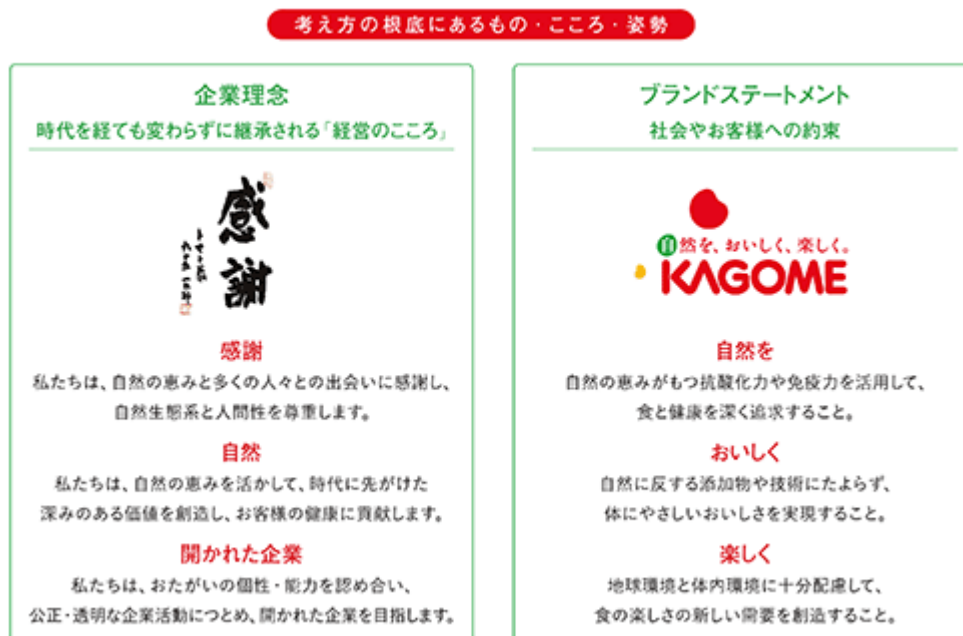 考え方の根底にあるもの・こころ・姿勢
企業理念
時代を経ても変わらずに継承される「経営のこころ」
感謝
感謝
私たちは、自然の恵みと多くの人々との出会いに感謝し、
自然生態系と人間性を尊重します。
自然
私たちは、自然の恵みを活かして、時代に先がけた
深みのある価値を創造し、お客様の健康に貢献します。
開かれた企業
私たちは、おたがいの個性・能力を認め合い、
公正・透明な企業活動につとめ、開かれた企業を目指します。
ブランドステートメント
社会やお客様への約束
自然を、おいしく、楽しく。
KAGOME
自然を
自然の恵みがもつ抗酸化力や免疫力を活用して、
食と健康を深く追求すること。
おいしく
自然に反する添加物や技術にたよらず、
体にやさしいおいしさを実現すること。
楽しく
地球環境と体内環境に十分配慮して、
食の楽しさの新しい需要を創造すること。